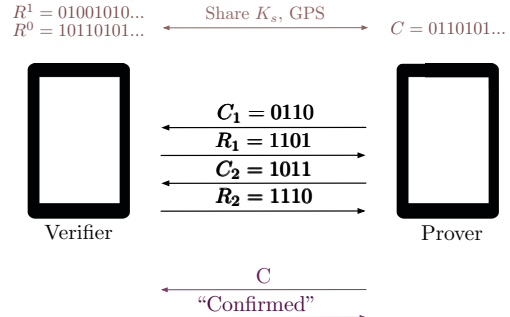 R¹ = 01001010...
R⁰ = 10110101...
Share Kₛ, GPS
C = 0110101...
C₁ = 0110
R₁ = 1101
C₂ = 1011
R₂ = 1110
Verifier
Prover
C
“Confirmed”